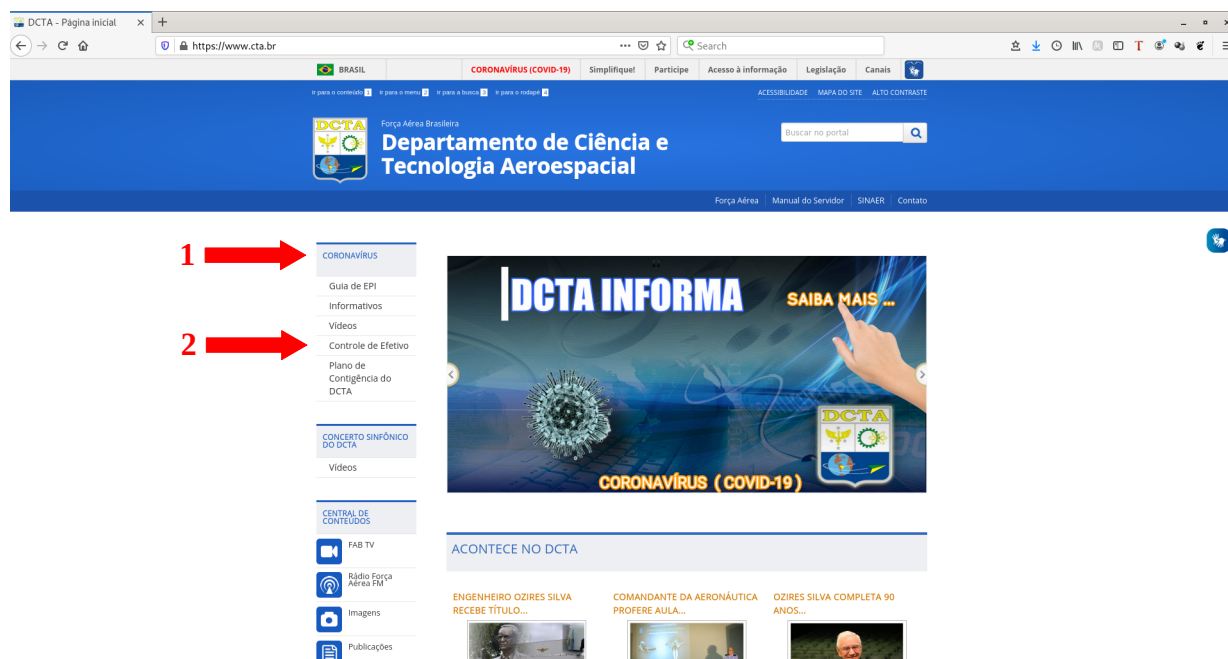 DCTA - Página inicial
https://www.cta.br
Search
BRASIL
CORONAVÍRUS (COVID-19)
Simplifique!
Participe
Acesso à informação
Legislação
Canais
Ir para o conteúdo 1
Ir para o menu 2
Ir para a busca 3
Ir para o rodapé 4
ACESSIBILIDADE
MAPA DO SITE
ALTO CONTRASTE
DCTA
Força Aérea Brasileira
Departamento de Ciência e
Tecnologia Aeroespacial
Buscar no portal
Força Aérea
Manual do Servidor
SINAER
Contato
1
CORONAVÍRUS
Guia de EPI
Informativos
Vídeos
2
Controle de Efetivo
Plano de
Contigência do
DCTA
CONCERTO SINFÔNICO
DO DCTA
Vídeos
CENTRAL DE
CONTEÚDOS
FAB TV
Rádio Força
Aérea FM
Imagens
Publicações
DCTA INFORMA
SAIBA MAIS ...
DCTA
CORONAVÍRUS ( COVID-19 )
ACONTECE NO DCTA
ENGENHEIRO OZIRES SILVA
RECEBE TÍTULO...
COMANDANTE DA AERONÁUTICA
PROFERE AULA...
OZIRES SILVA COMPLETA 90
ANOS...